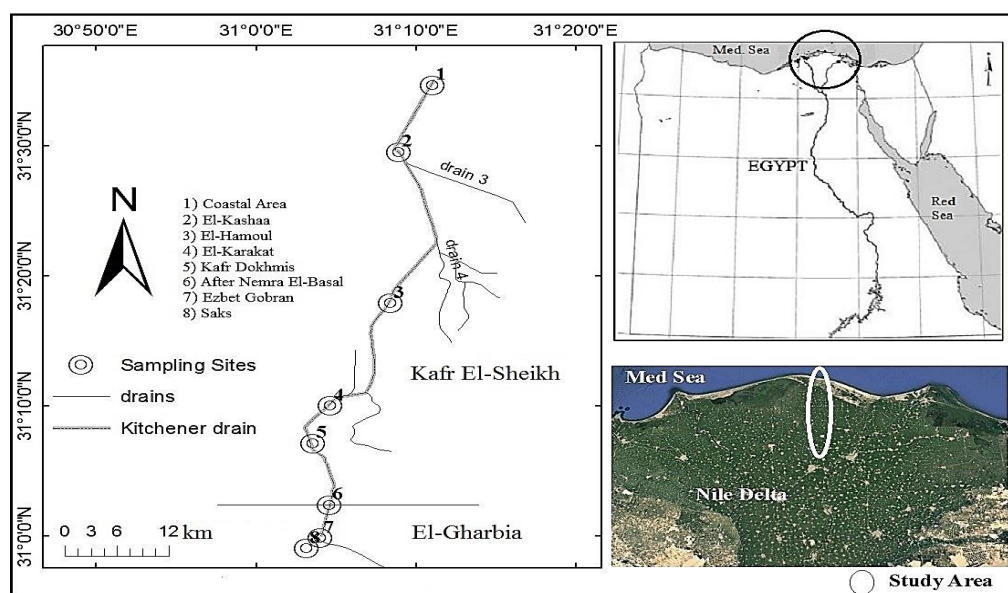 30°50'0"E 31°0'0"E 31°10'0"E 31°20'0"E
31°30'0"N
31°20'0"N
31°10'0"N
31°0'0"N
1
2
drain 3
drain 4
3
4
5
6
7
8
N
1) Coastal Area
2) El-Kashaa
3) El-Hamoul
4) El-Karakat
5) Kafr Dokhmis
6) After Nemra El-Basal
7) Ezbet Gobran
8) Saks
Sampling Sites
drains
Kitchener drain
Kafr El-Sheikh
El-Gharbia
0 3 6 12 km
Med. Sea
EGYPT
Red
Sea
Med Sea
Nile Delta
Study Area